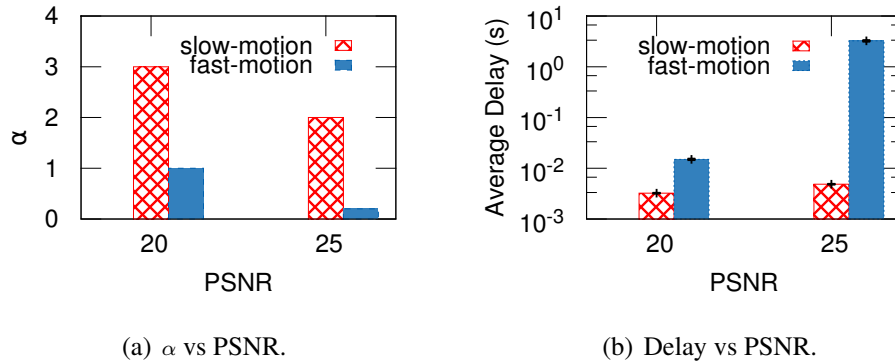 slow-motion
fast-motion
4
3
2
1
0
α
20
25
PSNR
(a) α vs PSNR.
slow-motion
fast-motion
10^1
10^0
10^-1
10^-2
10^-3
Average Delay (s)
20
25
PSNR
(b) Delay vs PSNR.